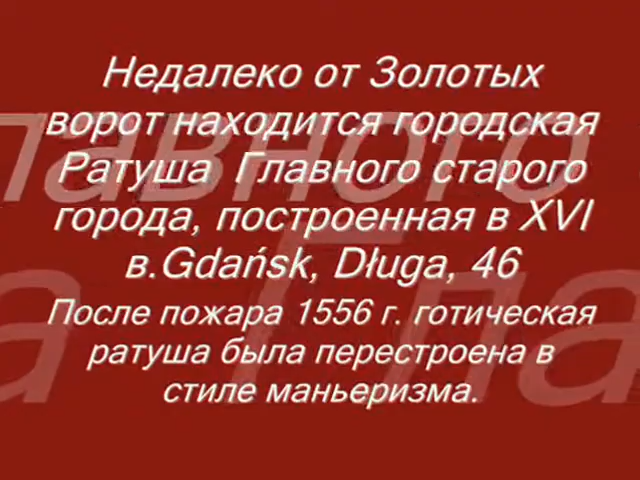 Недалеко от Золотых
ворот находится городская
Ратуша Главного старого
города, построенная в XVI
в.Gdańsk, Długa, 46
После пожара 1556 г. готическая
ратуша была перестроена в
стиле маньеризма.